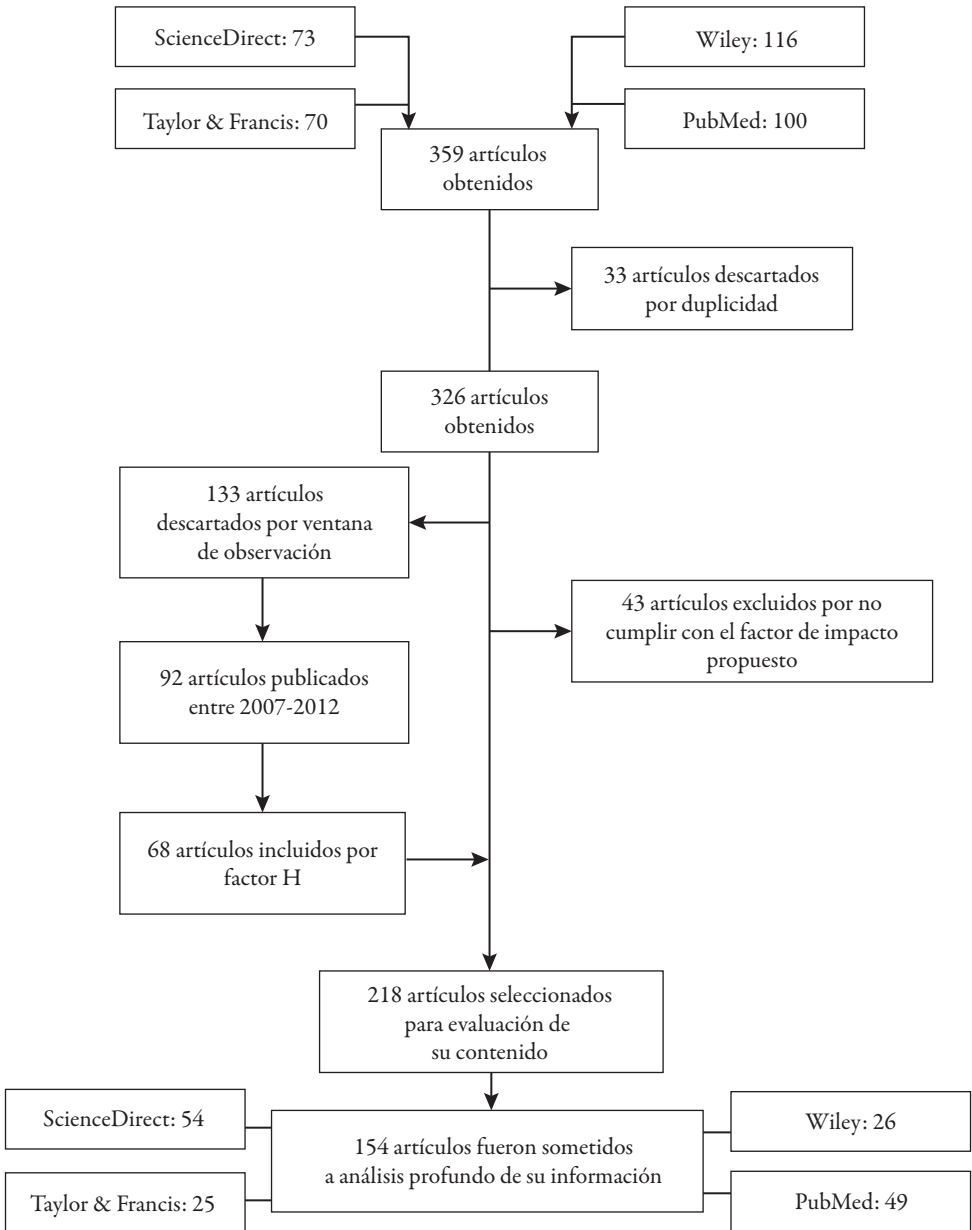 ScienceDirect: 73
Wiley: 116
Taylor & Francis: 70
PubMed: 100
359 artículos
obtenidos
33 artículos descartados
por duplicidad
326 artículos
obtenidos
133 artículos
descartados por ventana
de observación
43 artículos excluidos por no
cumplir con el factor de impacto
propuesto
92 artículos publicados
entre 2007-2012
68 artículos incluidos por
factor H
218 artículos seleccionados
para evaluación de
su contenido
ScienceDirect: 54
Wiley: 26
154 artículos fueron sometidos
a análisis profundo de su información
Taylor & Francis: 25
PubMed: 49